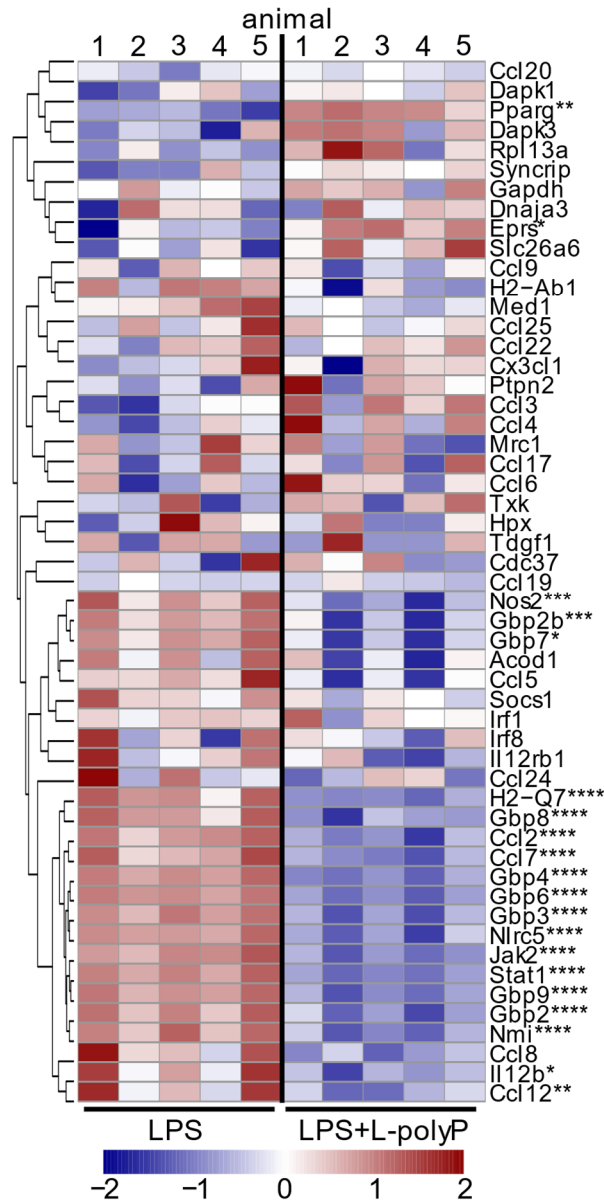 animal
1 2 3 4 5 1 2 3 4 5
Ccl20
Dapk1
Pparg**
Dapk3
Rpl13a
Syncrip
Gapdh
Dnaja3
Eprs*
Slc26a6
Ccl9
H2-Ab1
Med1
Ccl25
Ccl22
Cx3cl1
Ptpn2
Ccl3
Ccl4
Mrc1
Ccl17
Ccl6
Txk
Hpx
Tdgf1
Cdc37
Ccl19
Nos2***
Gbp2b***
Gbp7*
Acod1
Ccl5
Socs1
Irf1
Irf8
Il12rb1
Ccl24
H2-Q7****
Gbp8****
Ccl2****
Ccl7****
Gbp4****
Gbp6****
Gbp3****
Nlrc5****
Jak2****
Stat1****
Gbp9****
Gbp2****
Nmi****
Ccl8
Il12b*
Ccl12**
LPS LPS+L-polyP
−2 −1 0 1 2